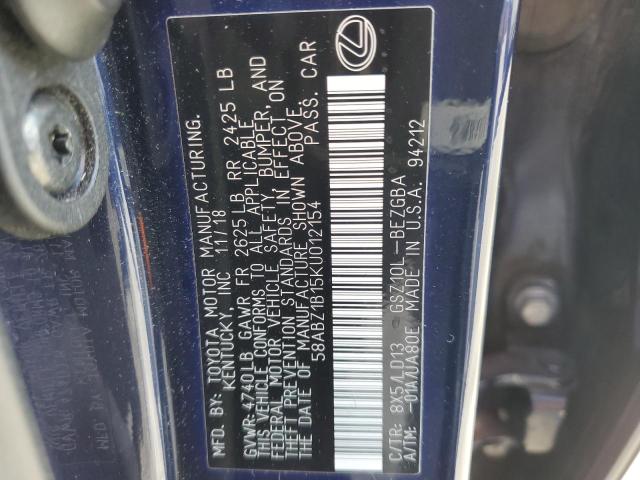 MFD. BY: TOYOTA MOTOR MANUFACTURING.
KENTUCKY, INC 11/18
GVWR:4740LB GAWR FR 2625LB RR 2425 LB
THIS VEHICLE CONFORMS TO ALL APPLICABLE
FEDERAL MOTOR VEHICLE SAFETY, BUMPER, AND
THEFT PREVENTION STANDARDS IN EFFECT ON
THE DATE OF MANUFACTURE SHOWN ABOVE.
58ABZ1B15KU012154 PASS. CAR
C/TR: 8X5/LD13 GSZ10L-BEZGBA
-01A/UA80E MADE IN U.S.A. 94212